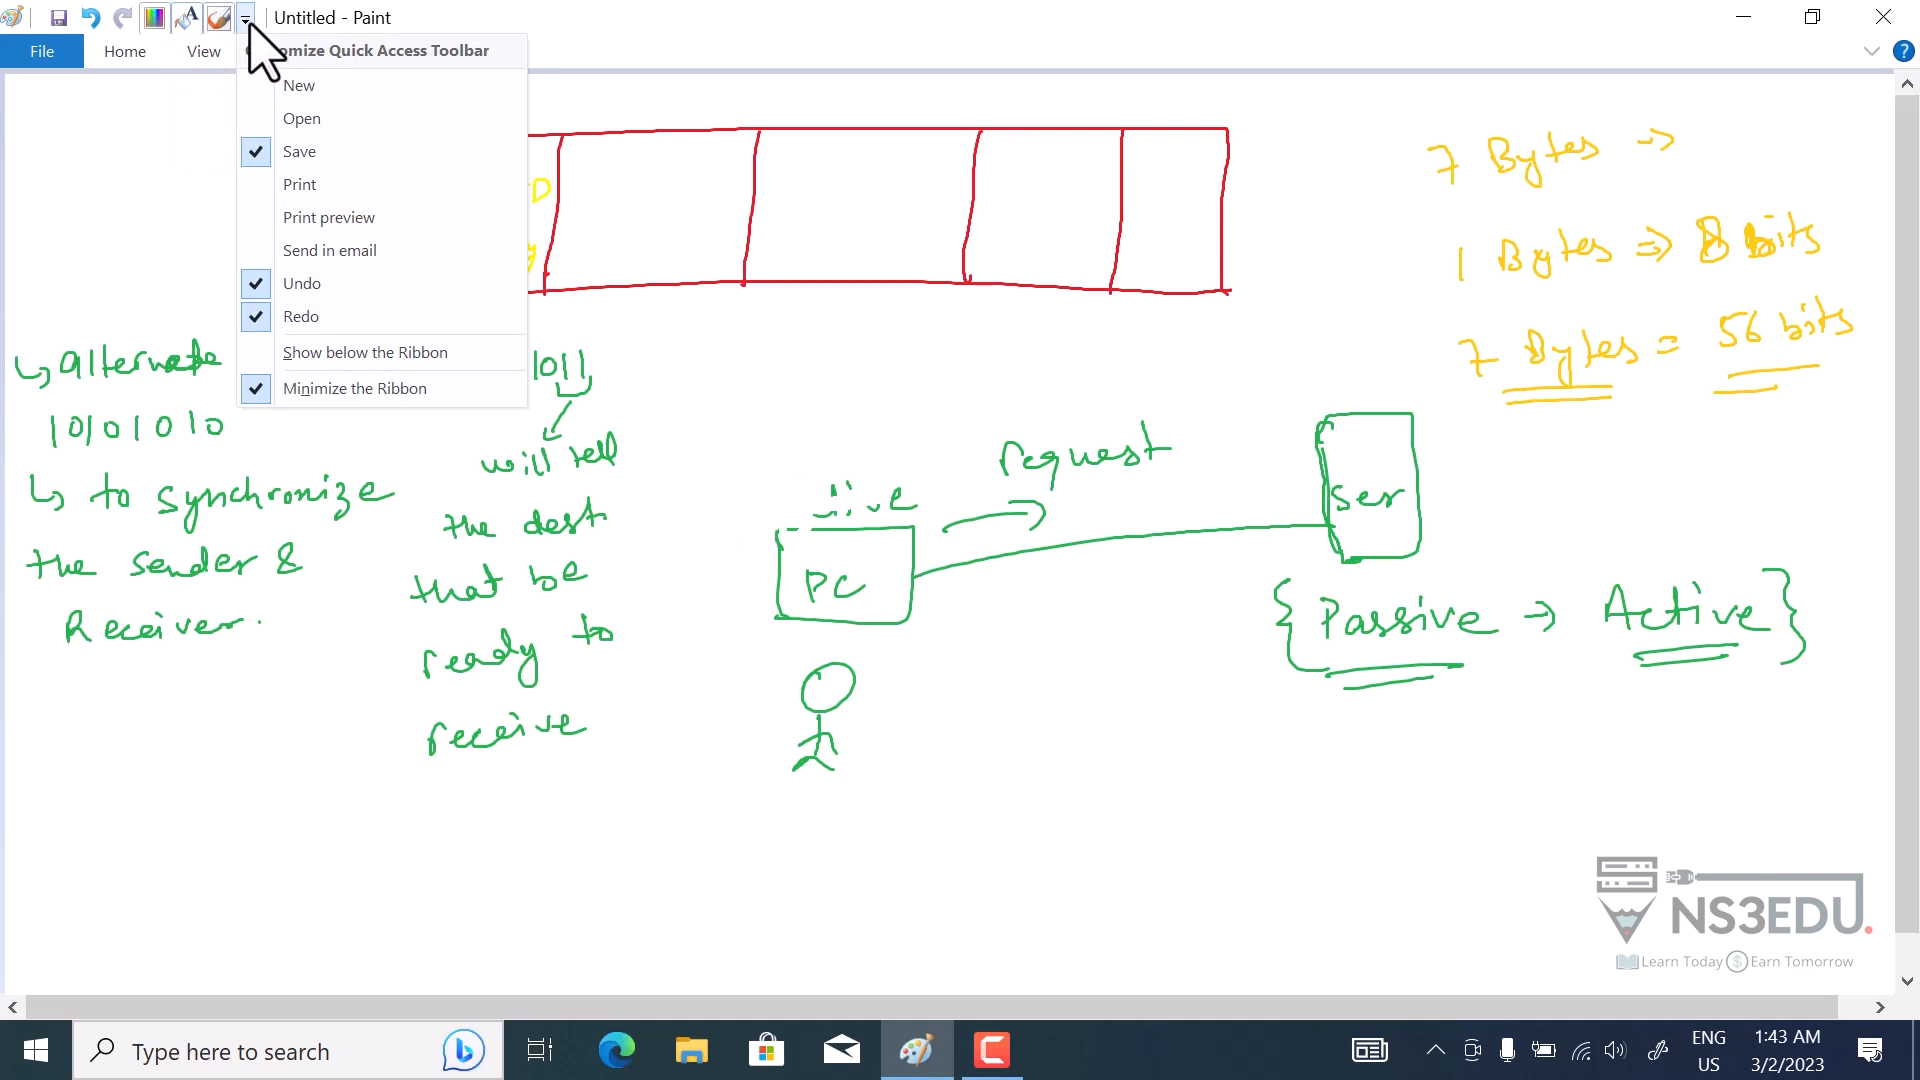 Untitled - Paint
File Home View
omize Quick Access Toolbar
New
Open
Save
Print
Print preview
Send in email
Undo
Redo
Show below the Ribbon
Minimize the Ribbon
7 Bytes →
1 Bytes ⇒ 8 bits
7 Bytes = 56 bits
D
↳ alternate
10101010
↳ to synchronize
the sender &
Receiver.
1011
will tell
the dest.
that be
ready to
receive
request
PC
Ser
{Passive → Active}
NS3EDU.
Learn Today $ Earn Tomorrow
Type here to search
ENG
US
1:43 AM
3/2/2023